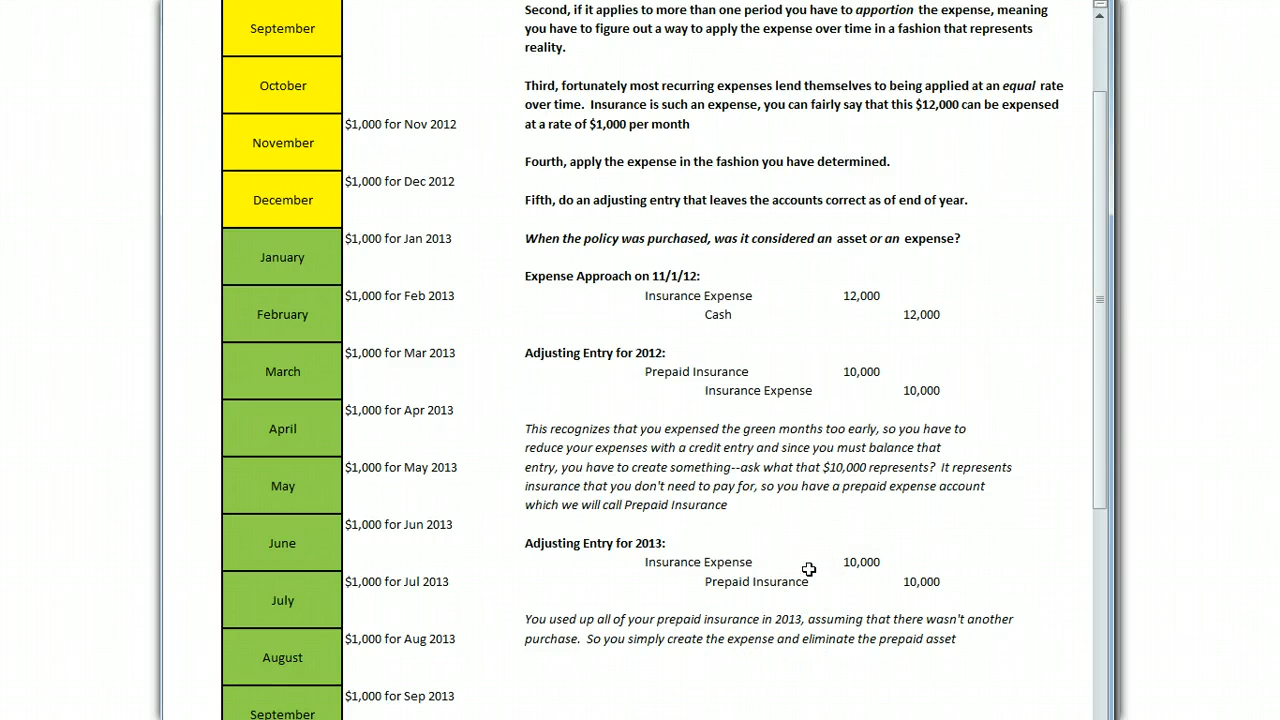 September
October
November
December
January
February
March
April
May
June
July
August
September
$1,000 for Nov 2012
$1,000 for Dec 2012
$1,000 for Jan 2013
$1,000 for Feb 2013
$1,000 for Mar 2013
$1,000 for Apr 2013
$1,000 for May 2013
$1,000 for Jun 2013
$1,000 for Jul 2013
$1,000 for Aug 2013
$1,000 for Sep 2013
Second, if it applies to more than one period you have to apportion the expense, meaning
you have to figure out a way to apply the expense over time in a fashion that represents
reality.
Third, fortunately most recurring expenses lend themselves to being applied at an equal rate
over time. Insurance is such an expense, you can fairly say that this $12,000 can be expensed
at a rate of $1,000 per month
Fourth, apply the expense in the fashion you have determined.
Fifth, do an adjusting entry that leaves the accounts correct as of end of year.
When the policy was purchased, was it considered an asset or an expense?
Expense Approach on 11/1/12:
Insurance Expense 12,000
Cash 12,000
Adjusting Entry for 2012:
Prepaid Insurance 10,000
Insurance Expense 10,000
This recognizes that you expensed the green months too early, so you have to
reduce your expenses with a credit entry and since you must balance that
entry, you have to create something--ask what that $10,000 represents? It represents
insurance that you don't need to pay for, so you have a prepaid expense account
which we will call Prepaid Insurance
Adjusting Entry for 2013:
Insurance Expense 10,000
Prepaid Insurance 10,000
You used up all of your prepaid insurance in 2013, assuming that there wasn't another
purchase. So you simply create the expense and eliminate the prepaid asset